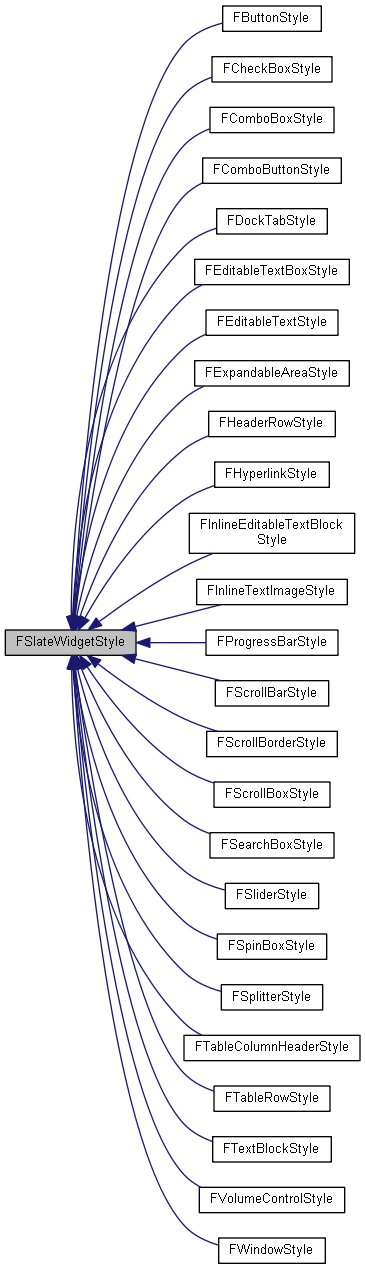 FButtonStyle
FCheckBoxStyle
FComboBoxStyle
FComboButtonStyle
FDockTabStyle
FEditableTextBoxStyle
FEditableTextStyle
FExpandableAreaStyle
FHeaderRowStyle
FHyperlinkStyle
FInlineEditableTextBlock
Style
FInlineTextImageStyle
FSlateWidgetStyle
FProgressBarStyle
FScrollBarStyle
FScrollBorderStyle
FScrollBoxStyle
FSearchBoxStyle
FSliderStyle
FSpinBoxStyle
FSplitterStyle
FTableColumnHeaderStyle
FTableRowStyle
FTextBlockStyle
FVolumeControlStyle
FWindowStyle